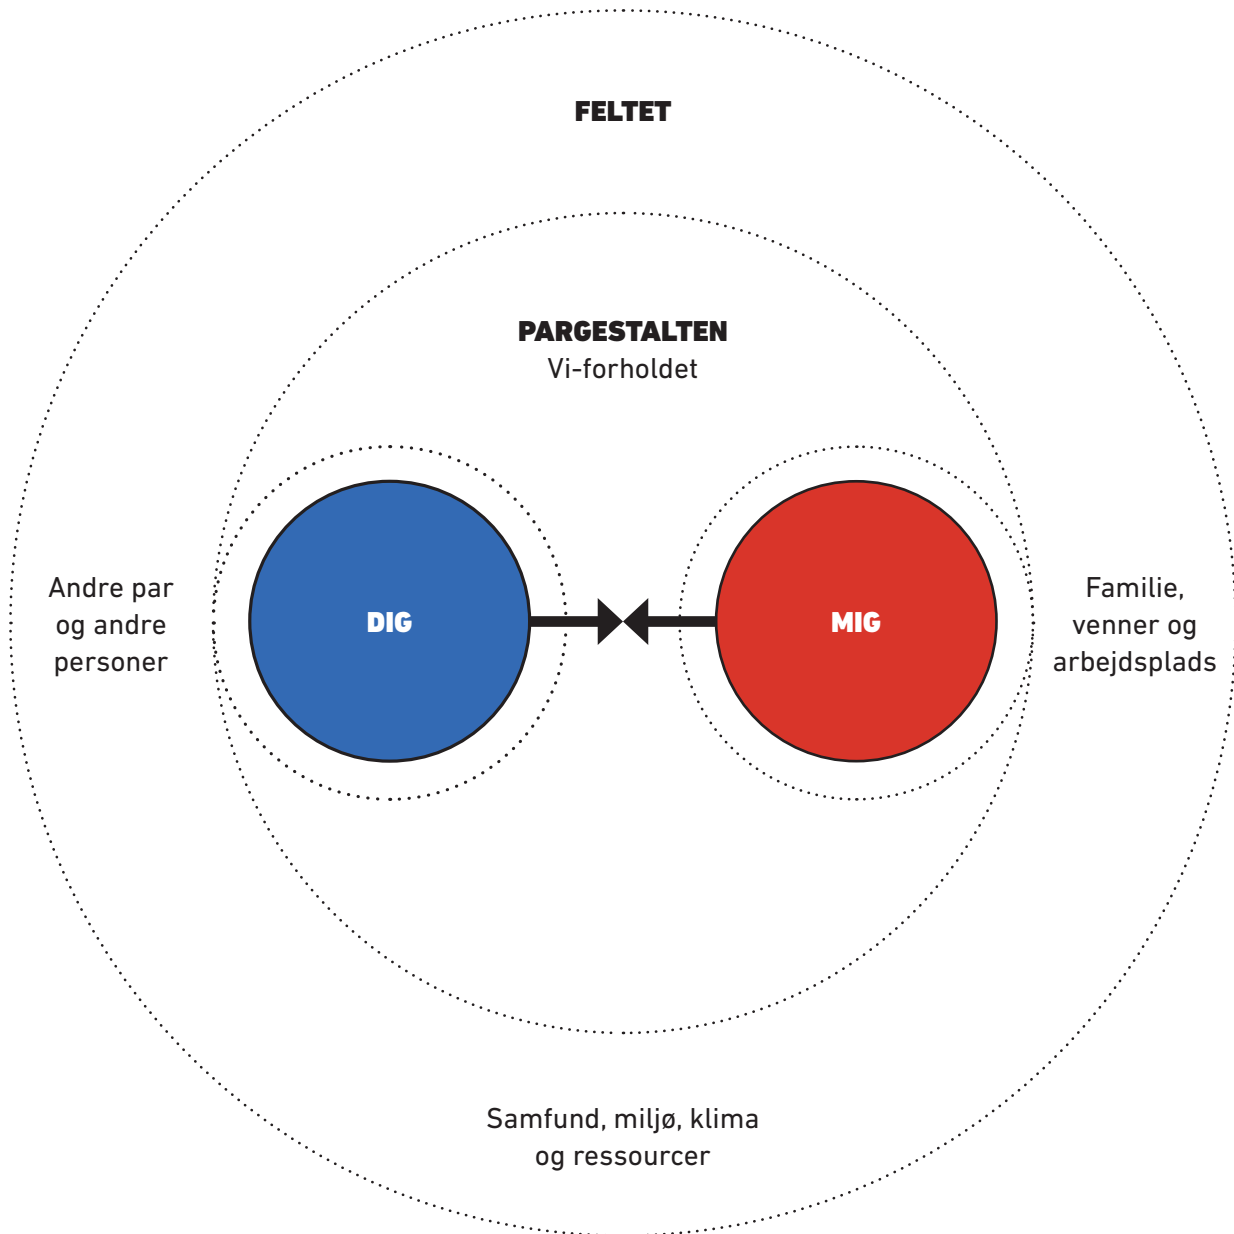 FELTET
PARGESTALTEN
Vi-forholdet
Andre par
og andre
personer
DIG
MIG
Familie,
venner og
arbejdsplads
Samfund, miljø, klima
og ressourcer